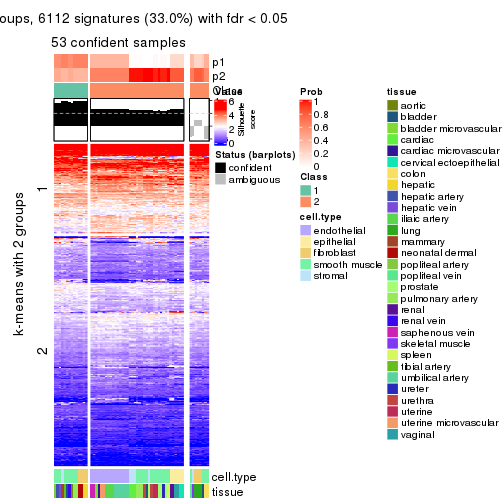 oups, 6112 signatures (33.0%) with fdr < 0.05
53 confident samples
p1
p2
Class
Silhouette score
6
4
2
0
1
2
k-means with 2 groups
Status (barplots)
confident
ambiguous
cell.type
tissue
Prob
1
0.8
0.6
0.4
0.2
0
Class
1
2
cell.type
endothelial
epithelial
fibroblast
smooth muscle
stromal
tissue
aortic
bladder
bladder microvascular
cardiac
cardiac microvascular
cervical ectoepithelial
colon
hepatic
hepatic artery
hepatic vein
iliaic artery
lung
mammary
neonatal dermal
popliteal artery
popliteal vein
prostate
pulmonary artery
renal
renal vein
saphenous vein
skeletal muscle
spleen
tibial artery
umbilical artery
ureter
urethra
uterine
uterine microvascular
vaginal